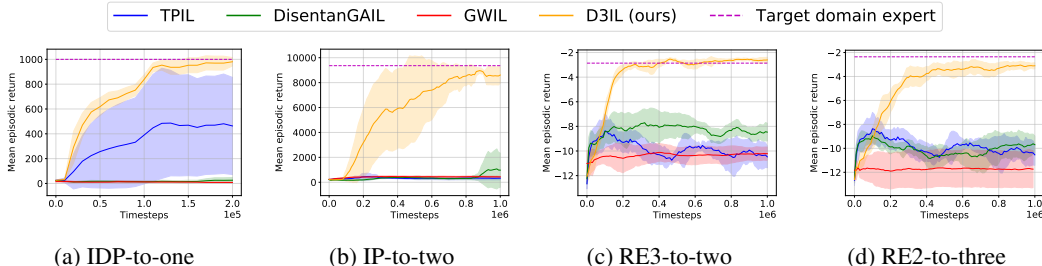 TPIL DisentanGAIL GWIL D3IL (ours) Target domain expert
Mean episodic return
1000
800
600
400
200
0
0.0 0.5 1.0 1.5 2.0
Timesteps 1e5
(a) IDP-to-one
Mean episodic return
10000
8000
6000
4000
2000
0
0.0 0.2 0.4 0.6 0.8 1.0
Timesteps 1e6
(b) IP-to-two
Mean episodic return
−2
−4
−6
−8
−10
−12
0.0 0.2 0.4 0.6 0.8 1.0
Timesteps 1e6
(c) RE3-to-two
Mean episodic return
−2
−4
−6
−8
−10
−12
0.0 0.2 0.4 0.6 0.8 1.0
Timesteps 1e6
(d) RE2-to-three